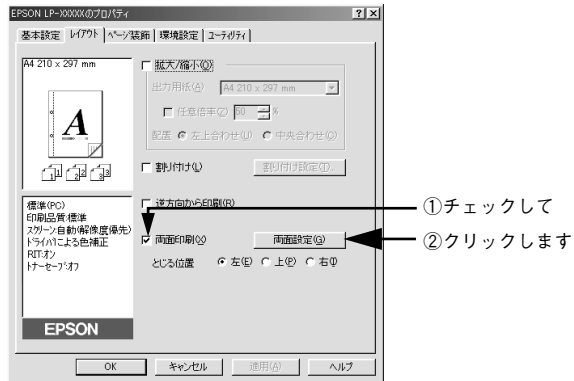 EPSON LP-XXXXXのプロパティ
基本設定 レイアウト ページ装飾 環境設定 ユーティリティ
A4 210 x 297 mm
A
1 2 3
拡大/縮小(O)
出力用紙(A) A4 210 x 297 mm
任意倍率(Z) 50 %
配置 左上合わせ(U) 中央合わせ(C)
割り付け(L) 割り付け設定(T)...
逆方向から印刷(R)
両面印刷(X) 両面設定(G)
とじる位置 左(E) 上(P) 右(I)
標準(PC)
印刷品質:標準
スクリーン:自動(解像度優先)
ドライバによる色補正
RIT:オン
トナーセーブ:オフ
EPSON
OK キャンセル 適用(A) ヘルプ
①チェックして
②クリックします